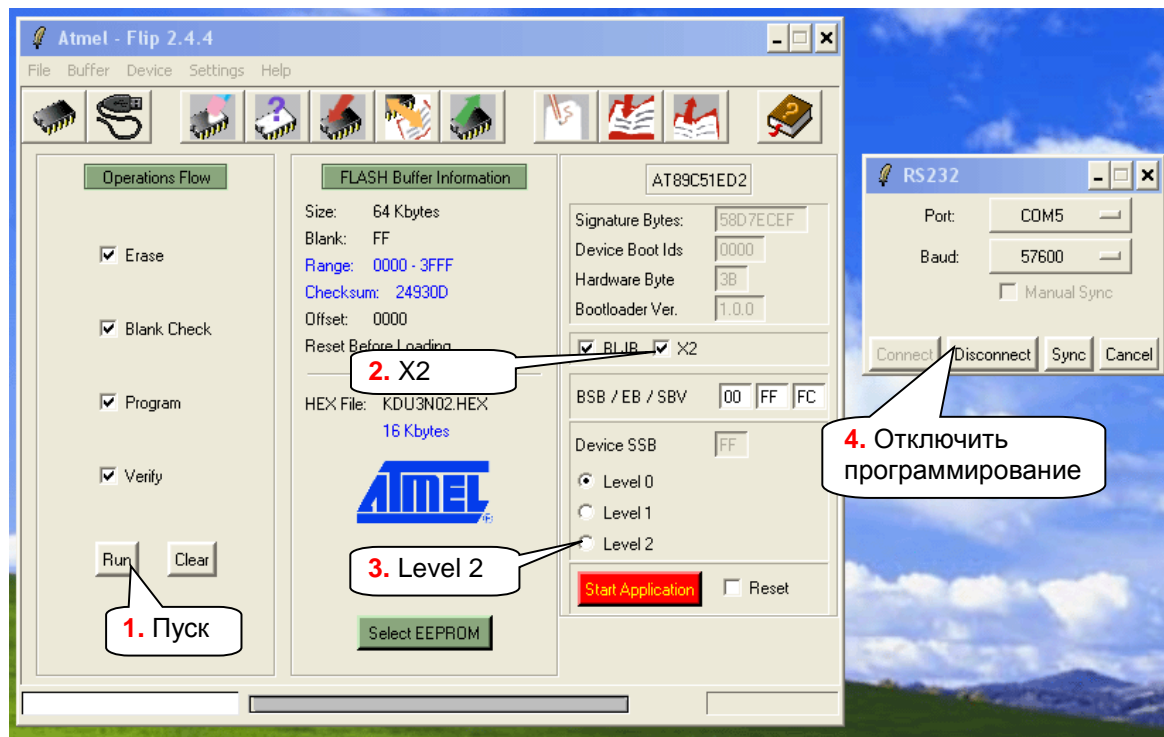 Atmel - Flip 2.4.4
File Buffer Device Settings Help
Operations Flow
Erase
Blank Check
Program
Verify
Run Clear
1. Пуск
FLASH Buffer Information
Size: 64 Kbytes
Blank: FF
Range: 0000 - 3FFF
Checksum: 24930D
Offset: 0000
Reset Before Loading
2. X2
HEX File: KDU3N02.HEX
16 Kbytes
ATMEL
3. Level 2
Select EEPROM
AT89C51ED2
Signature Bytes: 58D7ECEF
Device Boot Ids 0000
Hardware Byte 3B
Bootloader Ver. 1.0.0
BLJB X2
BSB / EB / SBV 00 FF FC
Device SSB FF
Level 0
Level 1
Level 2
Start Application Reset
RS232
Port: COM5
Baud: 57600
Manual Sync
Connect Disconnect Sync Cancel
4. Отключить
программирование